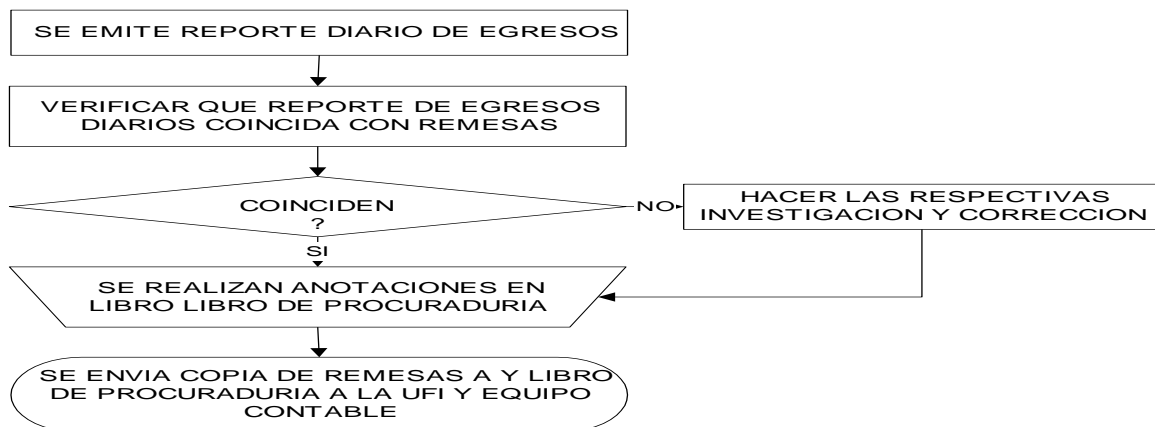 SE EMITE REPORTE DIARIO DE EGRESOS
VERIFICAR QUE REPORTE DE EGRESOS
DIARIOS COINCIDA CON REMESAS
COINCIDEN
?
NO
HACER LAS RESPECTIVAS
INVESTIGACION Y CORRECCION
SI
SE REALIZAN ANOTACIONES EN
LIBRO LIBRO DE PROCURADURIA
SE ENVIA COPIA DE REMESAS A Y LIBRO
DE PROCURADURIA A LA UFI Y EQUIPO
CONTABLE